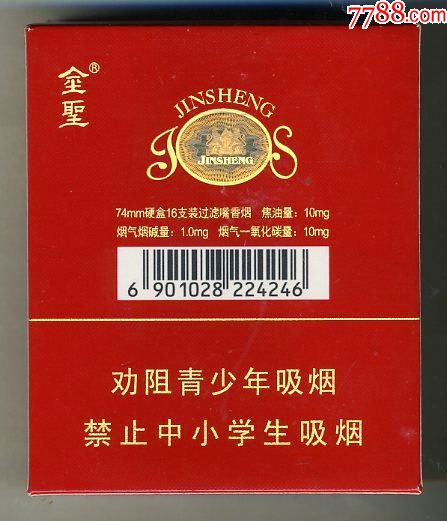 7788.com
金聖®
JINSHENG
JS
JINSHENG
74mm硬盒16支装过滤嘴香烟 焦油量：10mg
烟气烟碱量：1.0mg 烟气一氧化碳量：10mg
6 901028 224246
劝阻青少年吸烟
禁止中小学生吸烟